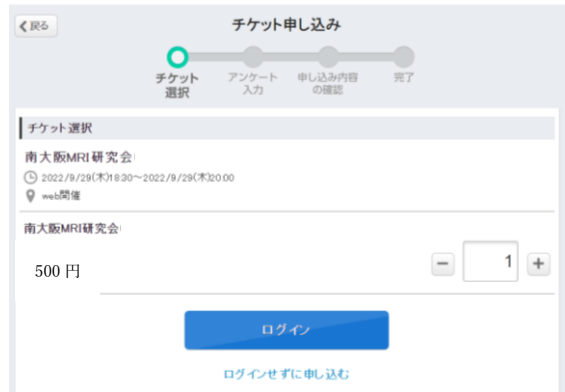 戻る
チケット申し込み
チケット
選択
アンケート
入力
申し込み内容
の確認
完了
チケット選択
南大阪MRI研究会
2022/9/29(木)18:30～2022/9/29(木)20:00
web開催
南大阪MRI研究会
500 円
－ 1 ＋
ログイン
ログインせずに申し込む